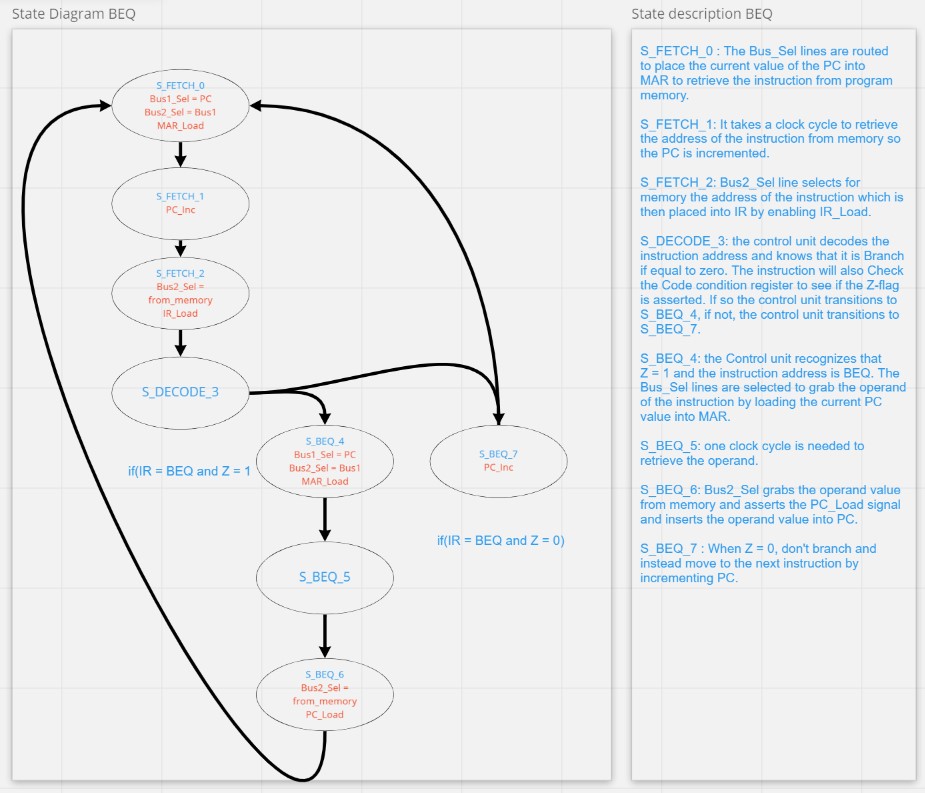 State Diagram BEQ
S_FETCH_0
Bus1_Sel = PC
Bus2_Sel = Bus1
MAR_Load
S_FETCH_1
PC_Inc
S_FETCH_2
Bus2_Sel =
from_memory
IR_Load
S_DECODE_3
S_BEQ_4
Bus1_Sel = PC
Bus2_Sel = Bus1
MAR_Load
S_BEQ_7
PC_Inc
if(IR = BEQ and Z = 1
if(IR = BEQ and Z = 0)
S_BEQ_5
S_BEQ_6
Bus2_Sel =
from_memory
PC_Load
State description BEQ
S_FETCH_0 : The Bus_Sel lines are routed
to place the current value of the PC into
MAR to retrieve the instruction from program
memory.
S_FETCH_1: It takes a clock cycle to retrieve
the address of the instruction from memory so
the PC is incremented.
S_FETCH_2: Bus2_Sel line selects for
memory the address of the instruction which is
then placed into IR by enabling IR_Load.
S_DECODE_3: the control unit decodes the
instruction address and knows that it is Branch
if equal to zero. The instruction will also Check
the Code condition register to see if the Z-flag
is asserted. If so the control unit transitions to
S_BEQ_4, if not, the control unit transitions to
S_BEQ_7.
S_BEQ_4: the Control unit recognizes that
Z = 1 and the instruction address is BEQ. The
Bus_Sel lines are selected to grab the operand
of the instruction by loading the current PC
value into MAR.
S_BEQ_5: one clock cycle is needed to
retrieve the operand.
S_BEQ_6: Bus2_Sel grabs the operand value
from memory and asserts the PC_Load signal
and inserts the operand value into PC.
S_BEQ_7 : When Z = 0, don't branch and
instead move to the next instruction by
incrementing PC.